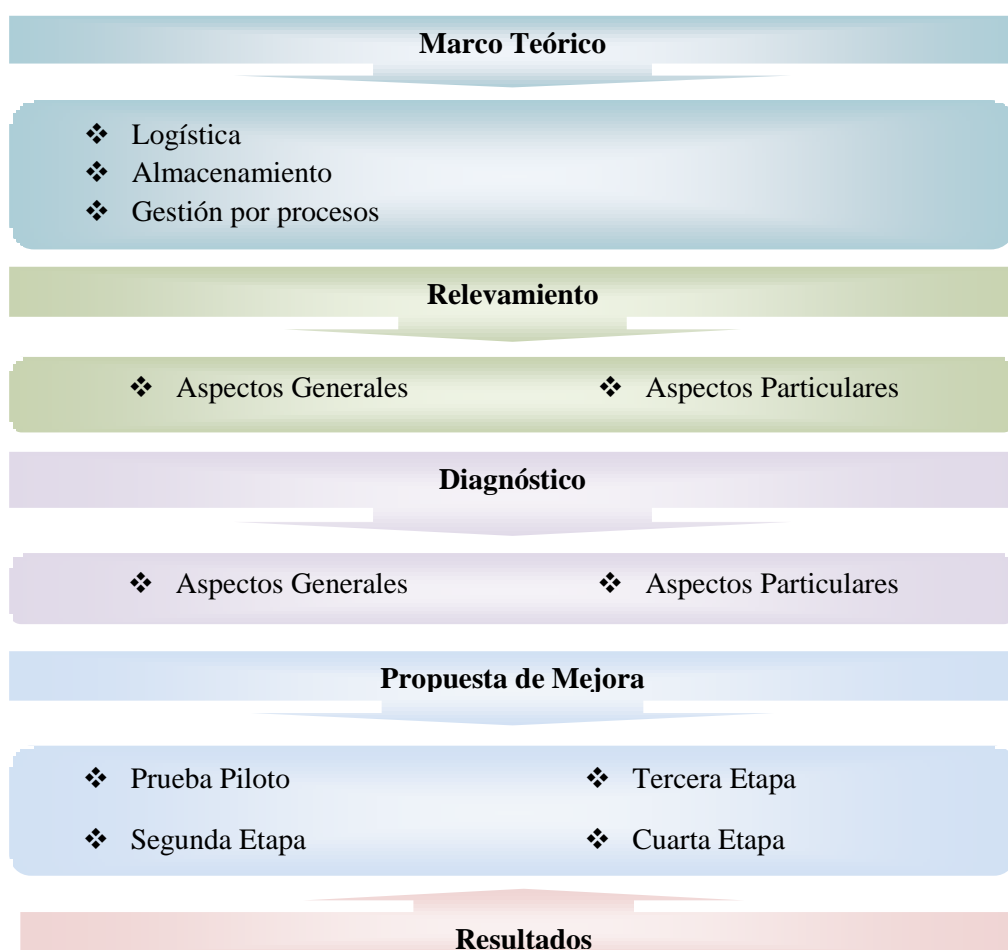 Marco Teórico
❖ Logística
❖ Almacenamiento
❖ Gestión por procesos
Relevamiento
❖ Aspectos Generales ❖ Aspectos Particulares
Diagnóstico
❖ Aspectos Generales ❖ Aspectos Particulares
Propuesta de Mejora
❖ Prueba Piloto ❖ Tercera Etapa
❖ Segunda Etapa ❖ Cuarta Etapa
Resultados